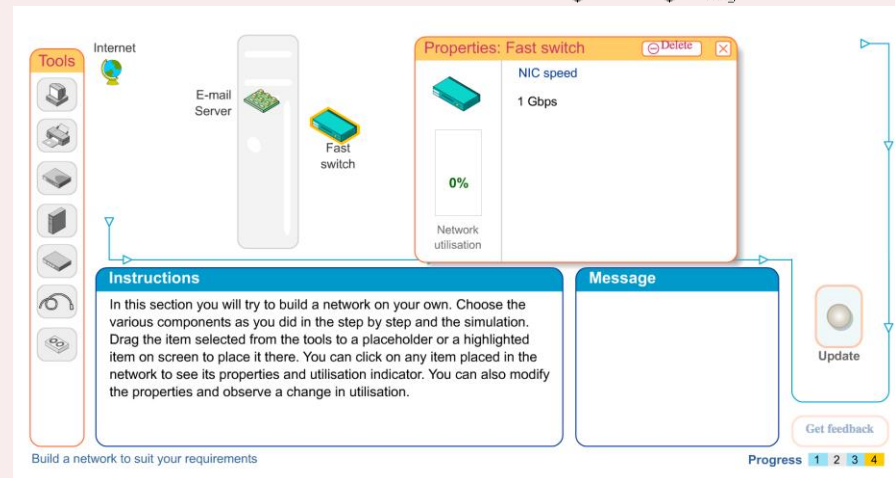 Internet
Tools
E-mail
Server
Fast
switch
Properties: Fast switch
Delete
NIC speed
1 Gbps
0%
Network
utilisation
Instructions
In this section you will try to build a network on your own. Choose the
various components as you did in the step by step and the simulation.
Drag the item selected from the tools to a placeholder or a highlighted
item on screen to place it there. You can click on any item placed in the
network to see its properties and utilisation indicator. You can also modify
the properties and observe a change in utilisation.
Message
Update
Get feedback
Build a network to suit your requirements
Progress 1 2 3 4